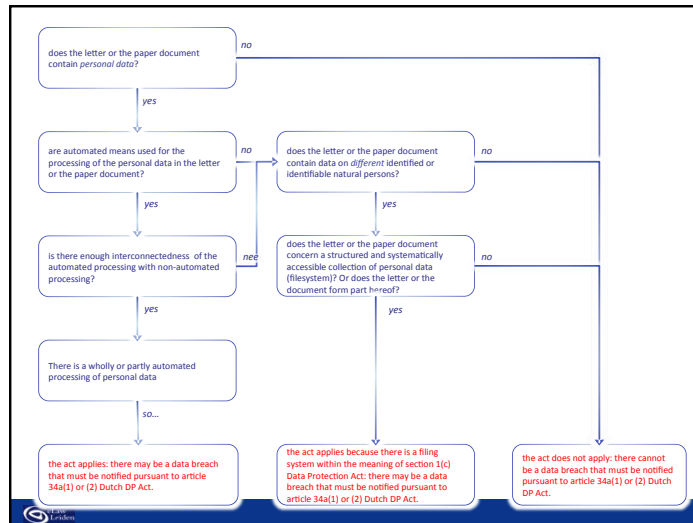 does the letter or the paper document
contain personal data?
no
yes
are automated means used for the
processing of the personal data in the letter
or the paper document?
no
does the letter or the paper document
contain data on different identified or
identifiable natural persons?
no
yes
yes
is there enough interconnectedness of the
automated processing with non-automated
processing?
nee
does the letter or the paper document
concern a structured and systematically
accessible collection of personal data
(filesystem)? Or does the letter or the
document form part hereof?
no
yes
yes
There is a wholly or partly automated
processing of personal data
so...
the act applies: there may be a data breach
that must be notified pursuant to article
34a(1) or (2) Dutch DP Act.
the act applies because there is a filing
system within the meaning of section 1(c)
Data Protection Act: there may be a data
breach that must be notified pursuant to
article 34a(1) or (2) Dutch DP Act.
the act does not apply: there cannot
be a data breach that must be notified
pursuant to article 34a(1) or (2) Dutch DP Act.
eLaw
Leiden